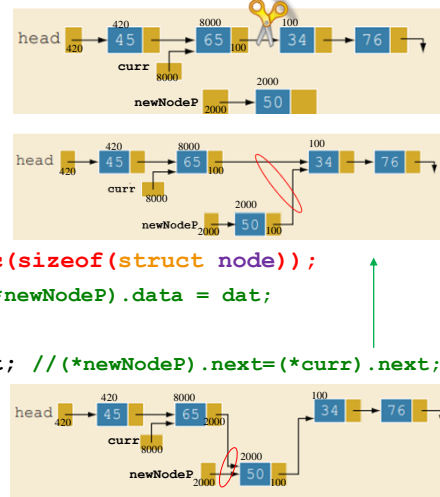 420 8000 100
head 420 45 65 100 34 76
curr
8000
2000
newNodeP 2000 50
420 8000 100
head 420 45 65 100 34 76
curr
8000
2000
newNodeP 2000 50 100
c(sizeof(struct node));
*newNodeP).data = dat;
; //(*newNodeP).next=(*curr).next;
420 8000 100
head 420 45 65 2000 34 76
curr
8000
2000
newNodeP 2000 50 100